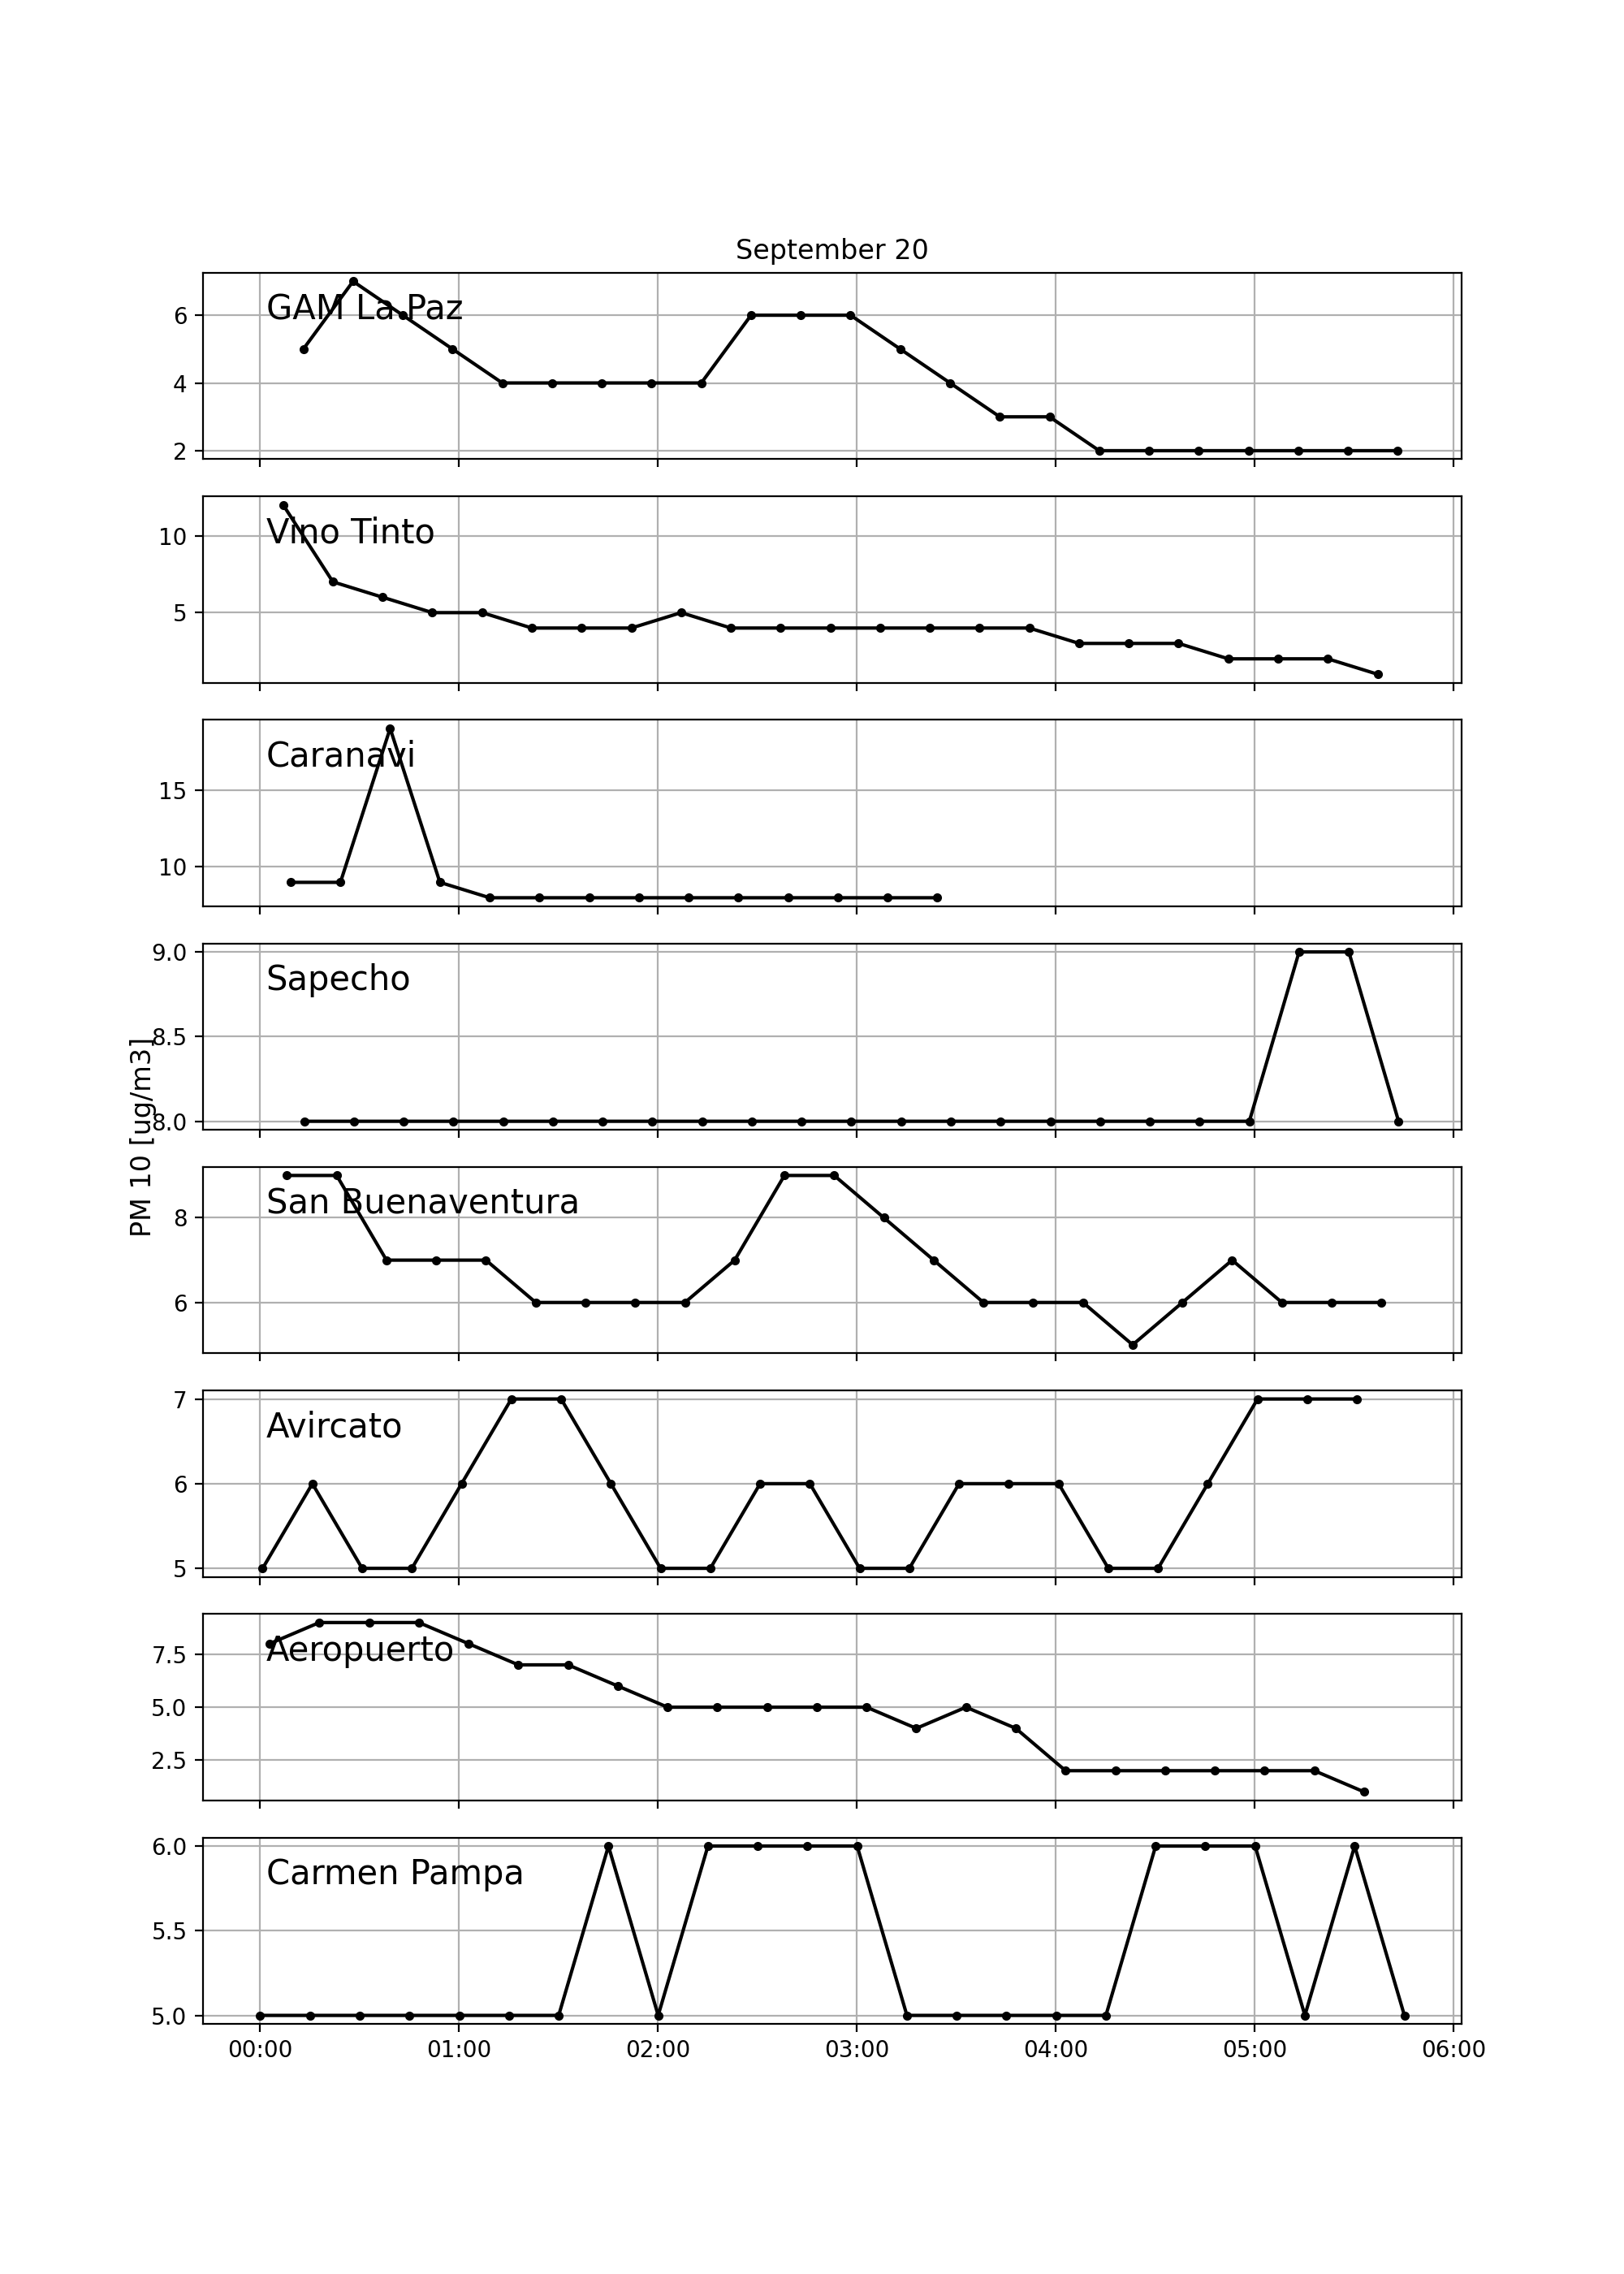 September 20
GAM La Paz
6
4
2
Vino Tinto
10
5
Caranavi
15
10
Sapecho
9.0
8.5
8.0
PM 10 [ug/m3]
San Buenaventura
8
6
Avircato
7
6
5
Aeropuerto
7.5
5.0
2.5
Carmen Pampa
6.0
5.5
5.0
00:00 01:00 02:00 03:00 04:00 05:00 06:00